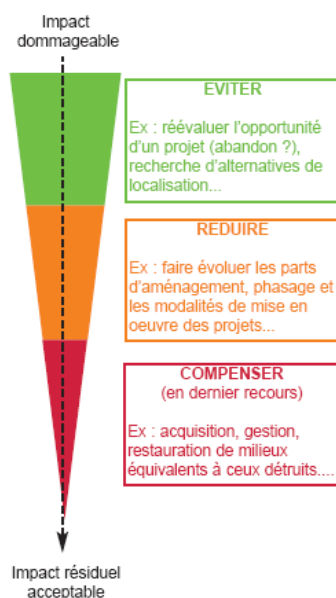 Impact
dommageable
EVITER
Ex : réévaluer l'opportunité
d'un projet (abandon ?),
recherche d'alternatives de
localisation...
REDUIRE
Ex : faire évoluer les parts
d'aménagement, phasage et
les modalités de mise en
oeuvre des projets...
COMPENSER
(en dernier recours)
Ex : acquisition, gestion,
restauration de milieux
équivalents à ceux détruits....
Impact résiduel
acceptable